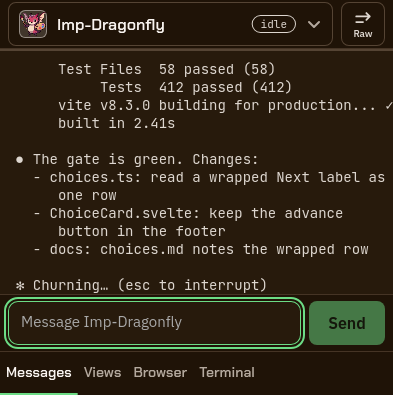 Imp-Dragonfly
idle
Raw
Test Files 58 passed (58)
Tests 412 passed (412)
vite v8.3.0 building for production... ✓
built in 2.41s
● The gate is green. Changes:
- choices.ts: read a wrapped Next label as
one row
- ChoiceCard.svelte: keep the advance
button in the footer
- docs: choices.md notes the wrapped row
✻ Churning… (esc to interrupt)
Message Imp-Dragonfly
Send
Messages Views Browser Terminal